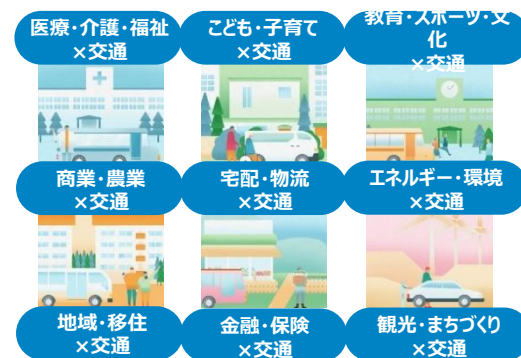 医療・介護・福祉
×交通
こども・子育て
×交通
教育・スポーツ・文
化
×交通
商業・農業
×交通
宅配・物流
×交通
エネルギー・環境
×交通
地域・移住
×交通
金融・保険
×交通
観光・まちづくり
×交通